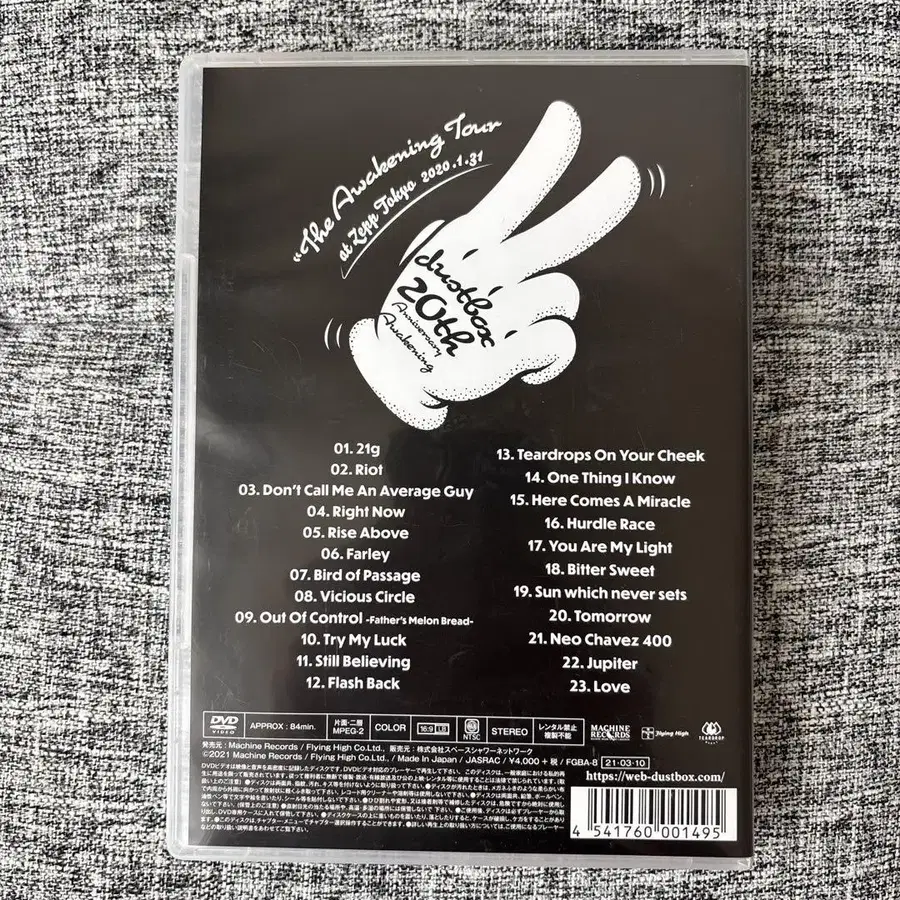 "The Awakening Tour
at Zepp Tokyo 2020.1.31
dustbox
20th
Anniversary
Awakening
01. 21g
02. Riot
03. Don't Call Me An Average Guy
04. Right Now
05. Rise Above
06. Farley
07. Bird of Passage
08. Vicious Circle
09. Out Of Control -Father's Melon Bread-
10. Try My Luck
11. Still Believing
12. Flash Back
13. Teardrops On Your Cheek
14. One Thing I Know
15. Here Comes A Miracle
16. Hurdle Race
17. You Are My Light
18. Bitter Sweet
19. Sun which never sets
20. Tomorrow
21. Neo Chavez 400
22. Jupiter
23. Love
DVD VIDEO
APPROX : 84min.
片面・二層 MPEG-2
COLOR
16:9 LB
NTSC
STEREO
レンタル禁止 複製不能
MACHINE RECORDS
Flying High
TEARDROP
発売元 : Machine Records / Flying High Co.Ltd., 販売元 : 株式会社スペースシャワーネットワーク
©2021 Machine Records / Flying High Co.Ltd., / Made In Japan / JASRAC / ¥4,000 + 税 / FGBA-8 21·03·10
https://web-dustbox.com/
4 541760 001495